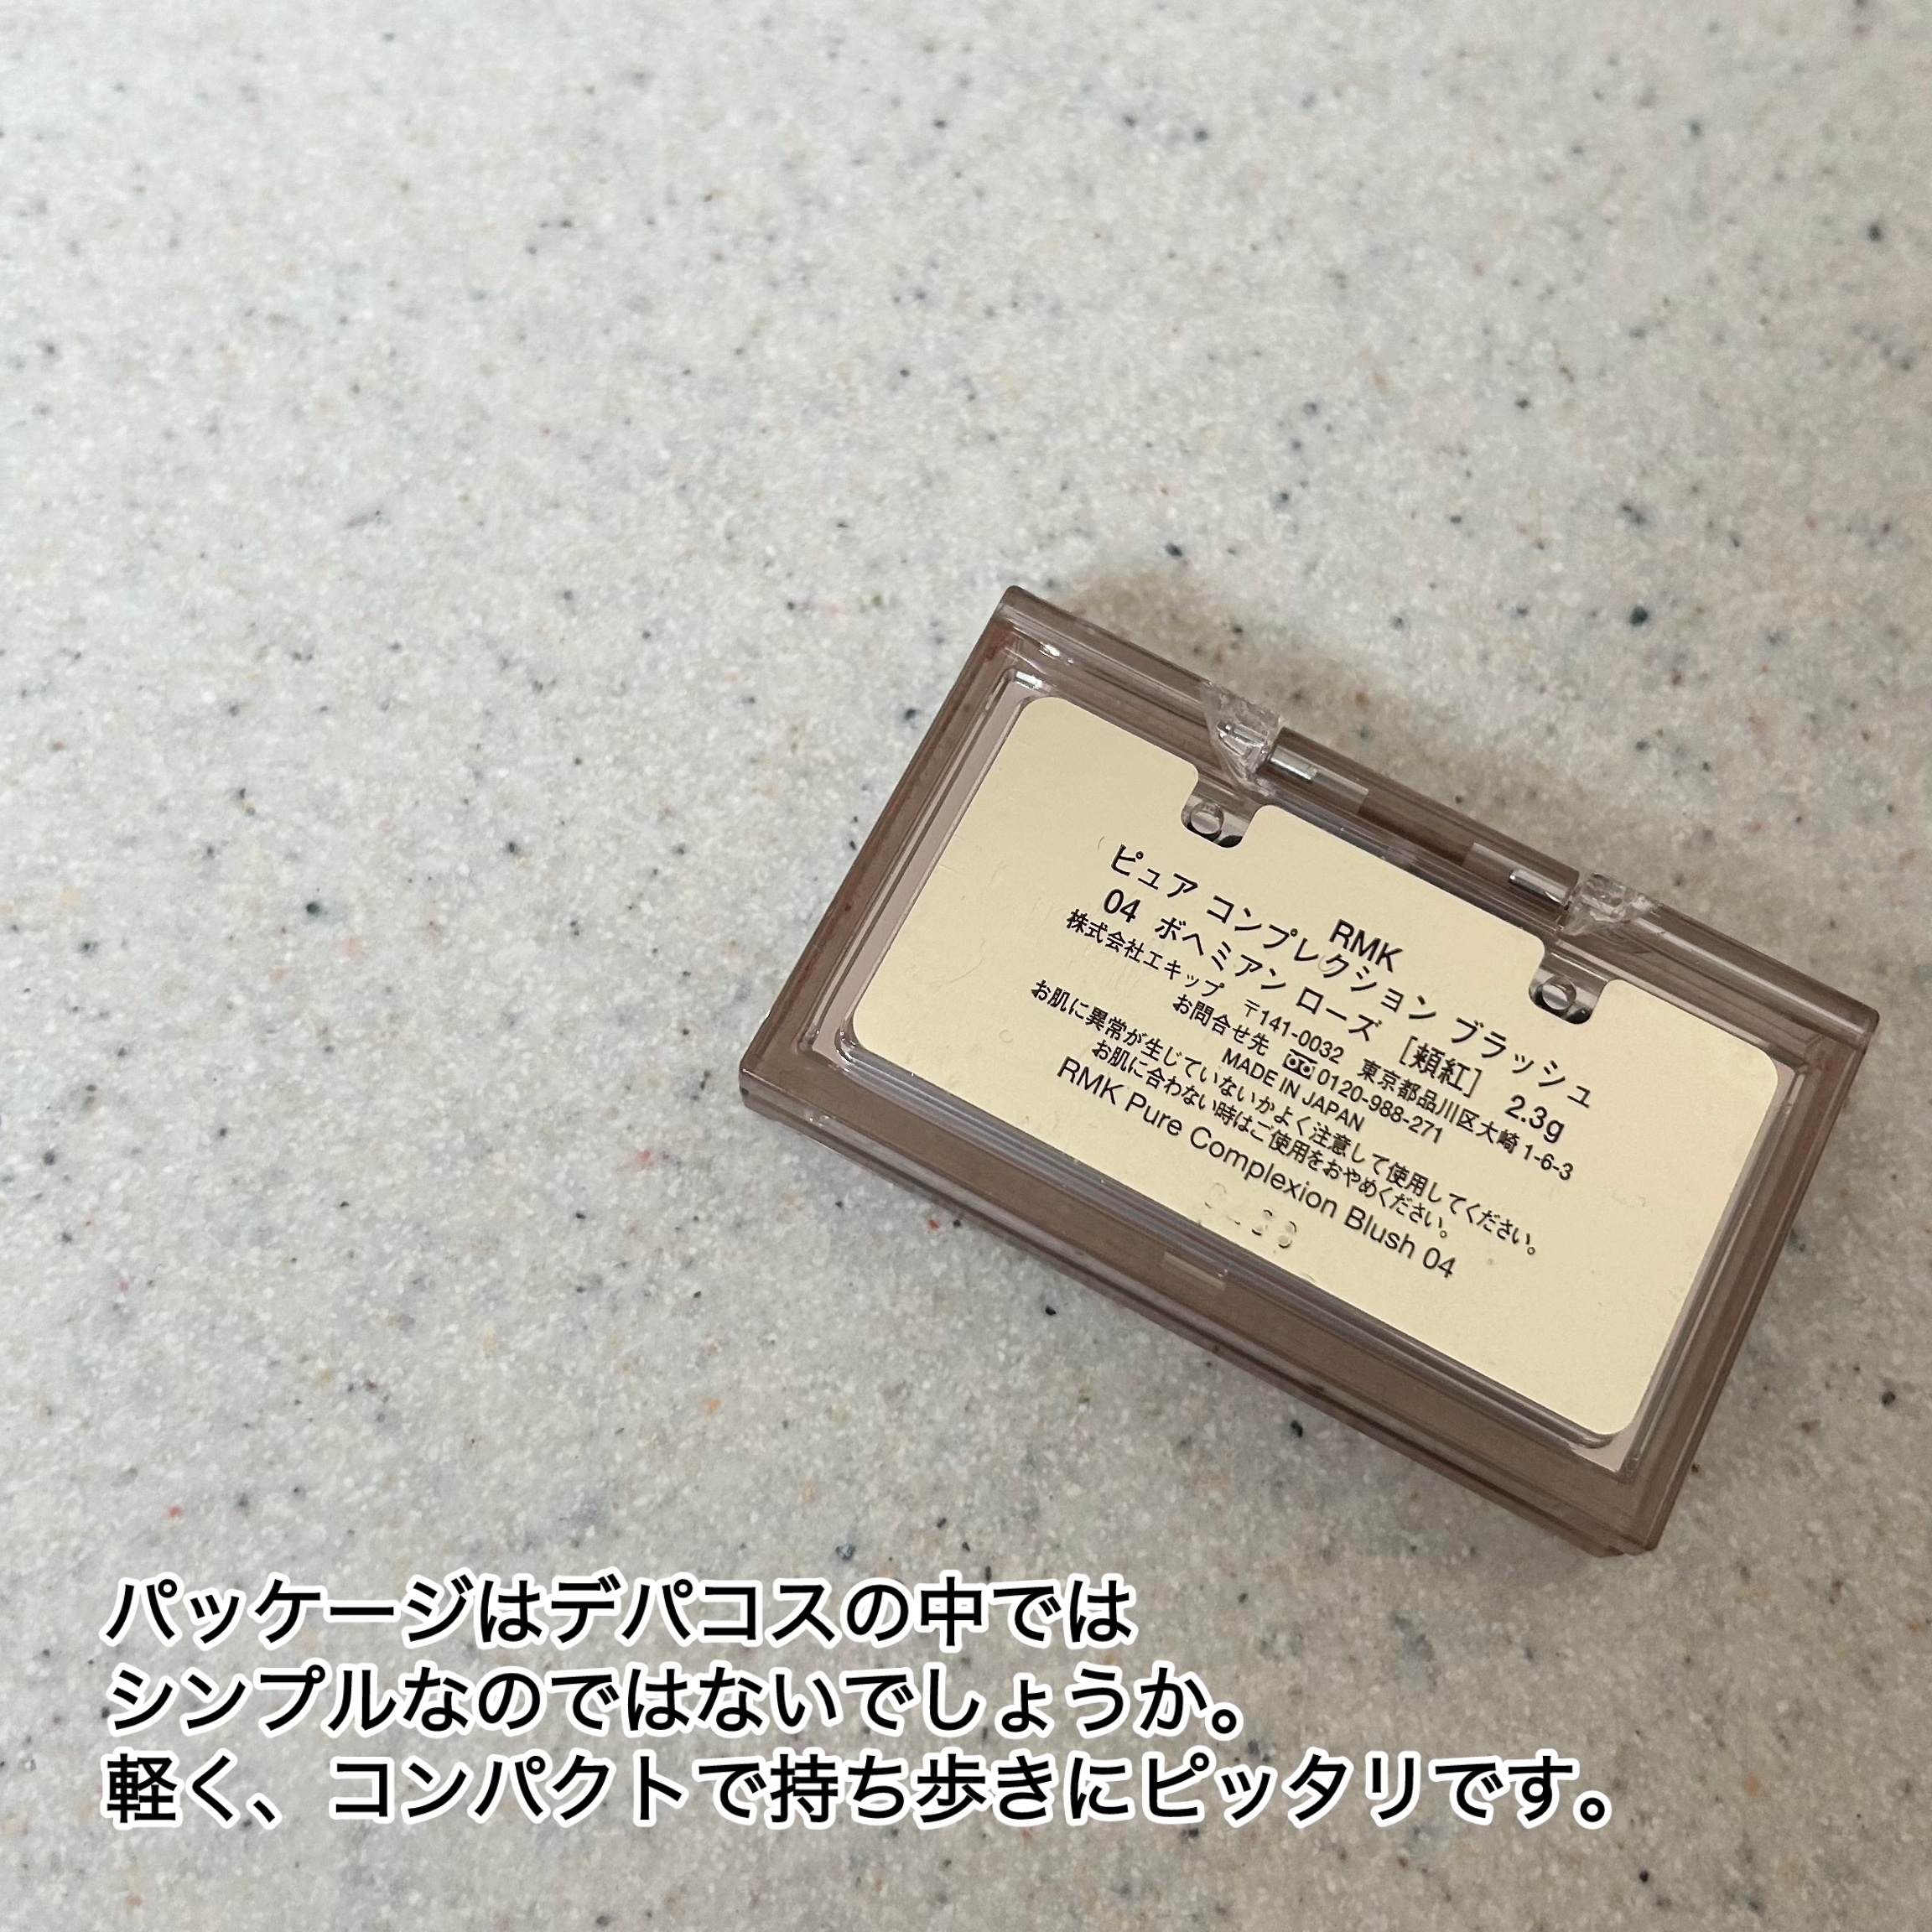 RMK
ピュア コンプレクション ブラッシュ
04 ボヘミアン ローズ [頬紅] 2.3g
株式会社エキップ 〒141-0032 東京都品川区大崎 1-6-3
お問合せ先 0120-988-271
MADE IN JAPAN
お肌に異常が生じていないかよく注意して使用してください。
お肌に合わない時はご使用をおやめください。
RMK Pure Complexion Blush 04
パッケージはデパコスの中では
シンプルなのではないでしょうか。
軽く、コンパクトで持ち歩きにピッタリです。